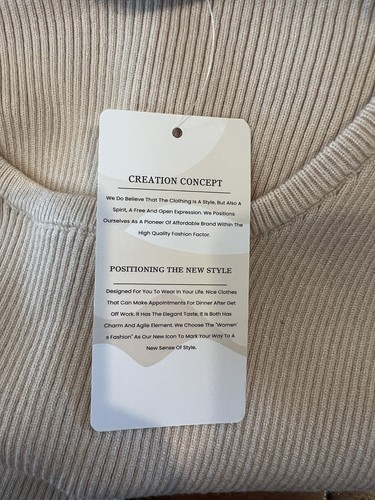 CREATION CONCEPT
We Do Believe That The Clothing Is A Style, But Also A
Spirit, A Free And Open Expression. We Positions
Ourselves As A Pioneer Of Affordable Brand Within The
High Quality Fashion Factor.
POSITIONING THE NEW STYLE
Designed For You To Wear In Your Life. Nice Clothes
That Can Make Appointments For Dinner After Get
Off Work. It Has The Elegant Taste, It Is Both Has
Charm And Agile Element. We Choose The "Women'
s Fashion" As Our New Icon To Mark Your Way To A
New Sense Of Style.